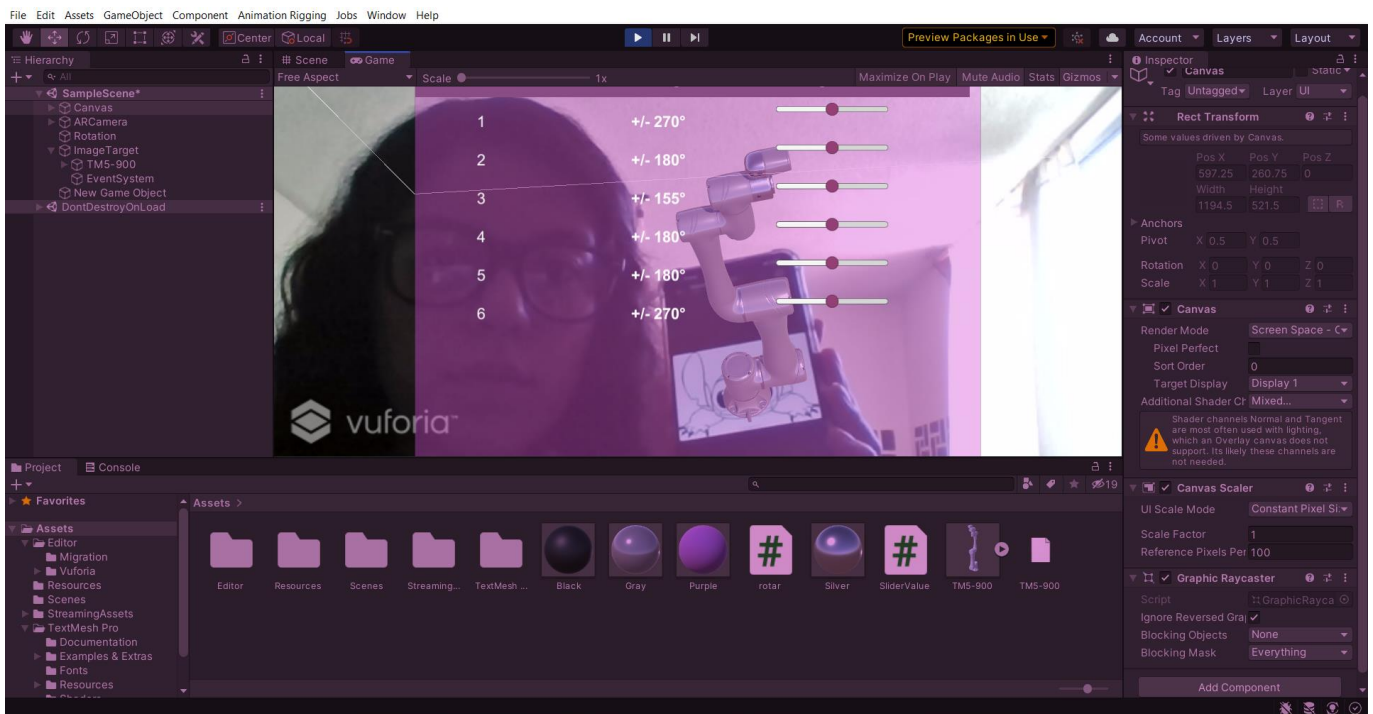 File Edit Assets GameObject Component Animation Rigging Jobs Window Help
Center Local Preview Packages in Use Account Layers Layout
Hierarchy
All
SampleScene*
Canvas
ARCamera
Rotation
ImageTarget
TM5-900
EventSystem
New Game Object
DontDestroyOnLoad
Scene Game
Free Aspect Scale 1x Maximize On Play Mute Audio Stats Gizmos
1 +/- 270°
2 +/- 180°
3 +/- 155°
4 +/- 180°
5 +/- 180°
6 +/- 270°
vuforia™
Inspector
Canvas Static
Tag Untagged Layer UI
Rect Transform
Some values driven by Canvas.
Pos X Pos Y Pos Z
597.25 260.75 0
Width Height
1194.5 521.5 R
Anchors
Pivot X 0.5 Y 0.5
Rotation X 0 Y 0 Z 0
Scale X 1 Y 1 Z 1
Canvas
Render Mode Screen Space - 
Pixel Perfect
Sort Order 0
Target Display Display 1
Additional Shader Mixed...
Shader channels Normal and Tangent
are most often used with lighting,
which an Overlay canvas does not
support. Its likely these channels are
not needed.
Canvas Scaler
UI Scale Mode Constant Pixel Si
Scale Factor 1
Reference Pixels Per 100
Graphic Raycaster
Script GraphicRayca
Ignore Reversed Gra
Blocking Objects None
Blocking Mask Everything
Add Component
Project Console
19
Favorites
Assets
Editor
Migration
Vuforia
Resources
Scenes
StreamingAssets
TextMesh Pro
Documentation
Examples & Extras
Fonts
Resources
Assets >
Editor Resources Scenes Streaming... TextMesh ... Black Gray Purple rotar Silver SliderValue TM5-900 TM5-900